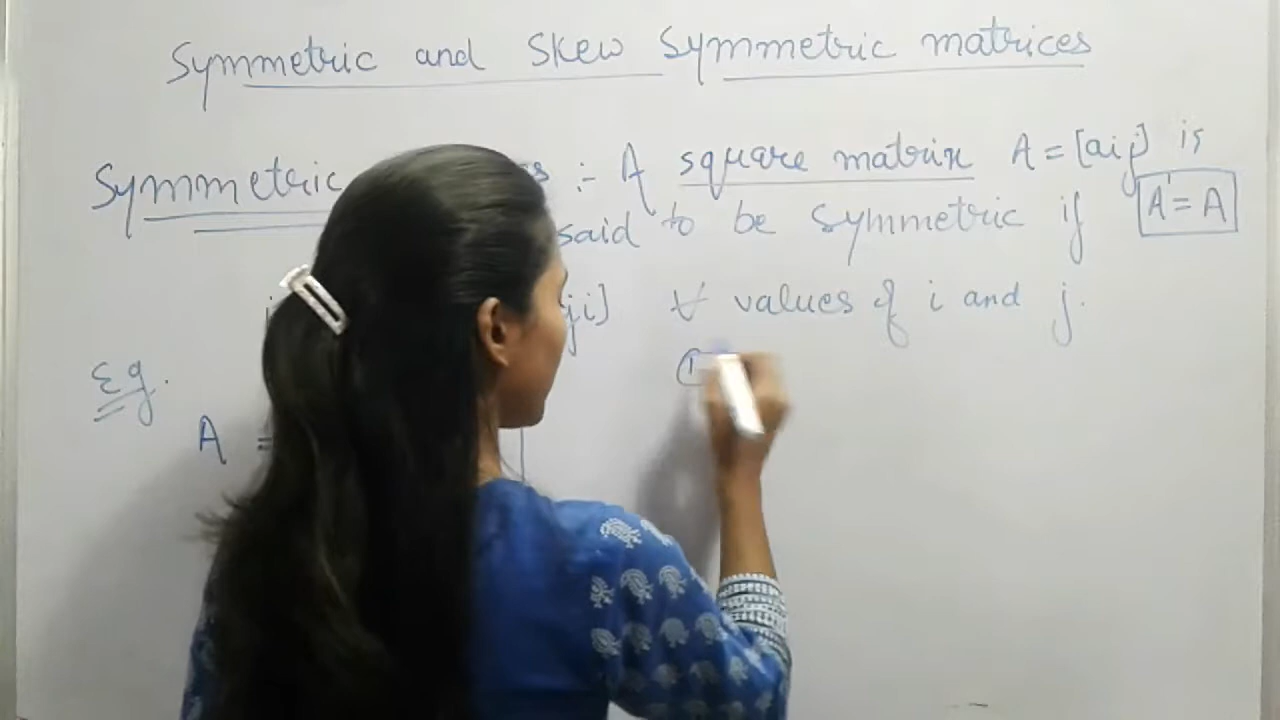 Symmetric and Skew Symmetric matrices
Symmetric :- A square matrix A = [aij] is
said to be symmetric if A' = A
ji] ∀ values of i and j.
Eg.
A =